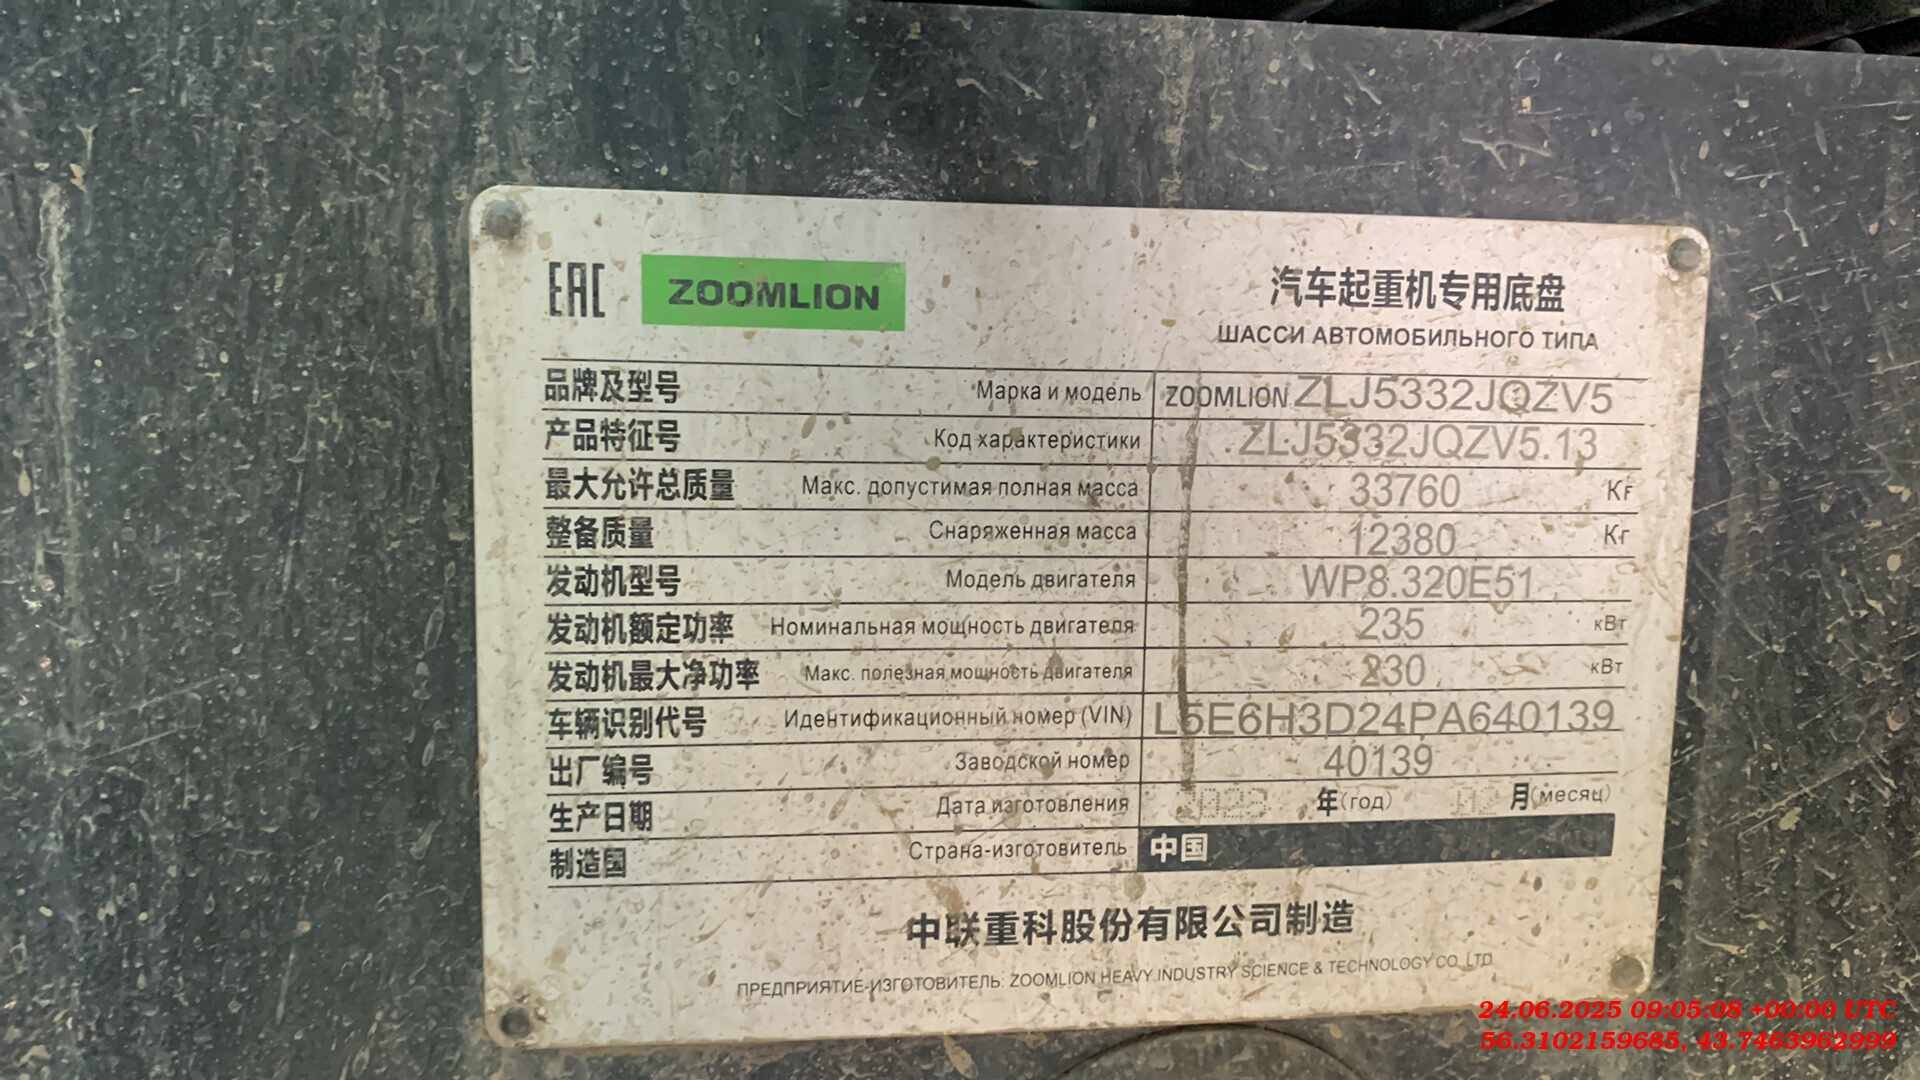 EAC ZOOMLION 汽车起重机专用底盘
ШАССИ АВТОМОБИЛЬНОГО ТИПА
品牌及型号 Марка и модель ZOOMLION ZLJ5332JQZV5
产品特征号 Код характеристики ZLJ5332JQZV5.13
最大允许总质量 Макс. допустимая полная масса 33760 Кг
整备质量 Снаряженная масса 12380 Кг
发动机型号 Модель двигателя WP8.320E51
发动机额定功率 Номинальная мощность двигателя 235 кВт
发动机最大净功率 Макс. полезная мощность двигателя 230 кВт
车辆识别代号 Идентификационный номер (VIN) L5E6H3D24PA640139
出厂编号 Заводской номер 40139
生产日期 Дата изготовления 2023 年(год) 02 月(месяц)
制造国 Страна-изготовитель 中国
中联重科股份有限公司制造
ПРЕДПРИЯТИЕ-ИЗГОТОВИТЕЛЬ: ZOOMLION HEAVY INDUSTRY SCIENCE & TECHNOLOGY CO. LTD
24.06.2025 09:05:08 +00:00 UTC
56.3102159685, 43.7463962999